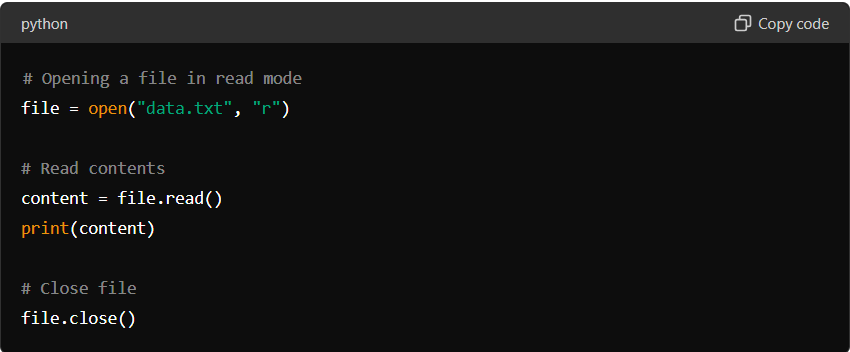 python
Copy code
# Opening a file in read mode
file = open("data.txt", "r")
# Read contents
content = file.read()
print(content)
# Close file
file.close()